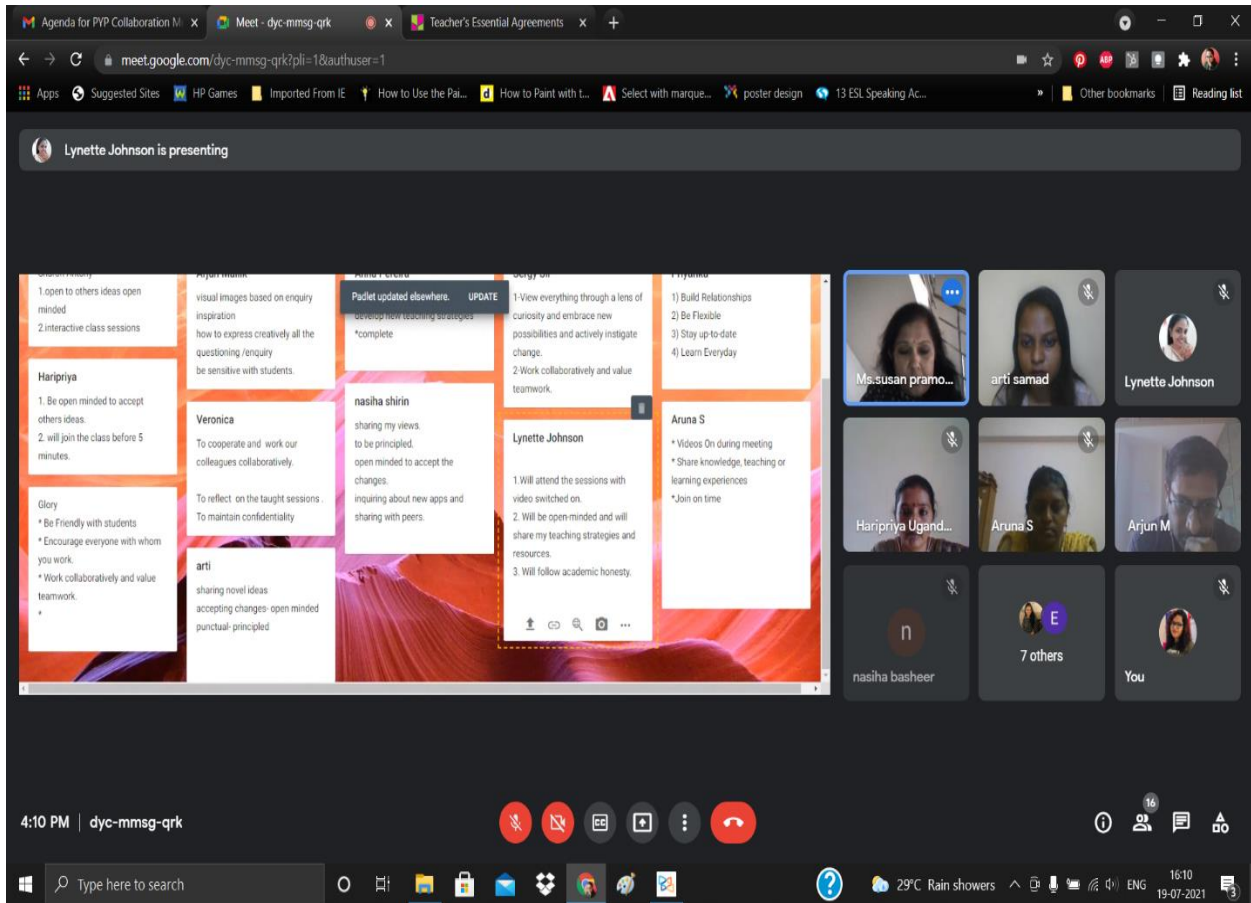 Agenda for PYP Collaboration M
Meet - dyc-mmsg-qrk
Teacher's Essential Agreements
meet.google.com/dyc-mmsg-qrk?pli=1&authuser=1
ABP
Apps
Suggested Sites
HP Games
Imported From IE
How to Use the Pai...
How to Paint with t...
Select with marque...
poster design
13 ESL Speaking Ac...
»
Other bookmarks
Reading list
Lynette Johnson is presenting
1.open to others ideas open
minded
2.interactive class sessions
Haripriya
1. Be open minded to accept
others ideas.
2. will join the class before 5
minutes.
Glory
* Be Friendly with students
* Encourage everyone with whom
you work.
* Work collaboratively and value
teamwork.
*
Arjun Malik
visual images based on enquiry
inspiration
how to express creatively all the
questioning /enquiry
be sensitive with students.
Veronica
To cooperate and work our
colleagues collaboratively.
To reflect on the taught sessions .
To maintain confidentiality
arti
sharing novel ideas
accepting changes- open minded
punctual- principled
Anna Pereira
Padlet updated elsewhere. UPDATE
develop new teaching strategies
*complete
nasiha shirin
sharing my views.
to be principled.
open minded to accept the
changes.
inquiring about new apps and
sharing with peers.
Sergy Sir
1-View everything through a lens of
curiosity and embrace new
possibilities and actively instigate
change.
2-Work collaboratively and value
teamwork.
Lynette Johnson
1.Will attend the sessions with
video switched on.
2. Will be open-minded and will
share my teaching strategies and
resources.
3. Will follow academic honesty.
Priyanka
1) Build Relationships
2) Be Flexible
3) Stay up-to-date
4) Learn Everyday
Aruna S
* Videos On during meeting
* Share knowledge, teaching or
learning experiences
*Join on time
Ms.susan pramo...
arti samad
Lynette Johnson
Haripriya Ugand...
Aruna S
Arjun M
n
nasiha basheer
E
7 others
You
4:10 PM | dyc-mmsg-qrk
CC
16
Type here to search
29°C Rain showers
ENG
16:10
19-07-2021
3